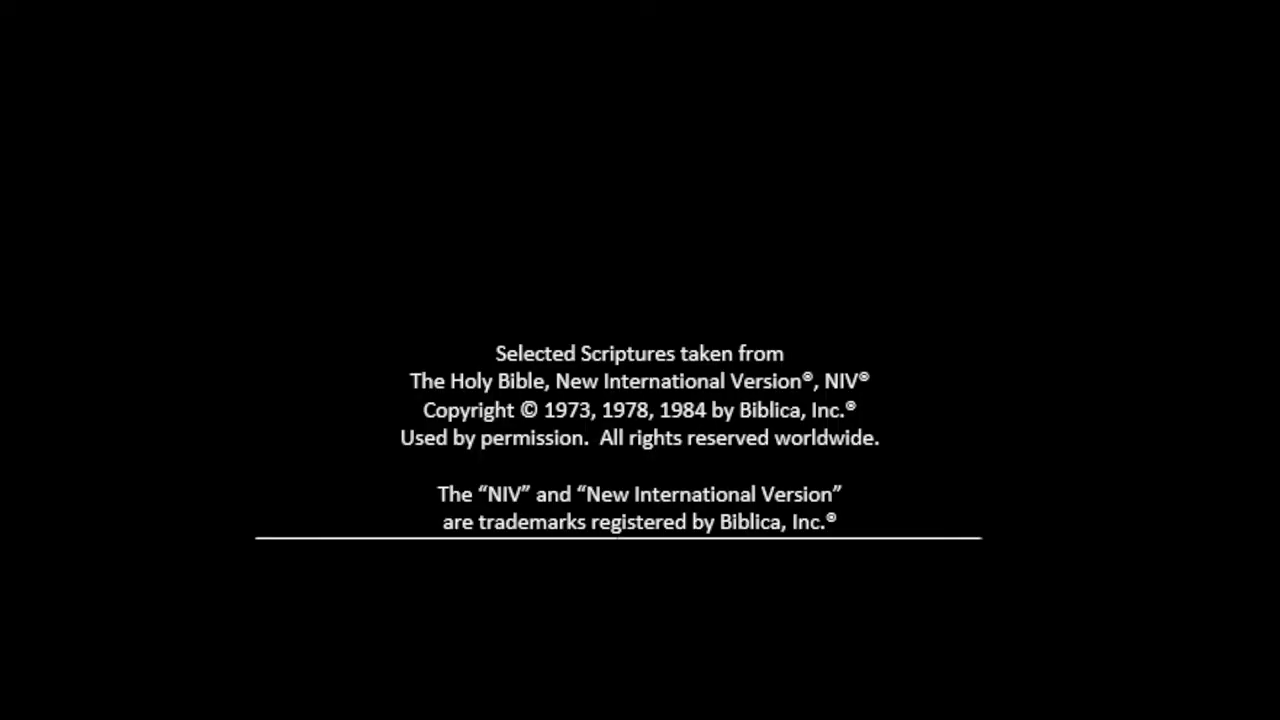 Selected Scriptures taken from
The Holy Bible, New International Version®, NIV®
Copyright © 1973, 1978, 1984 by Biblica, Inc.®
Used by permission.  All rights reserved worldwide.
The “NIV” and “New International Version”
are trademarks registered by Biblica, Inc.®